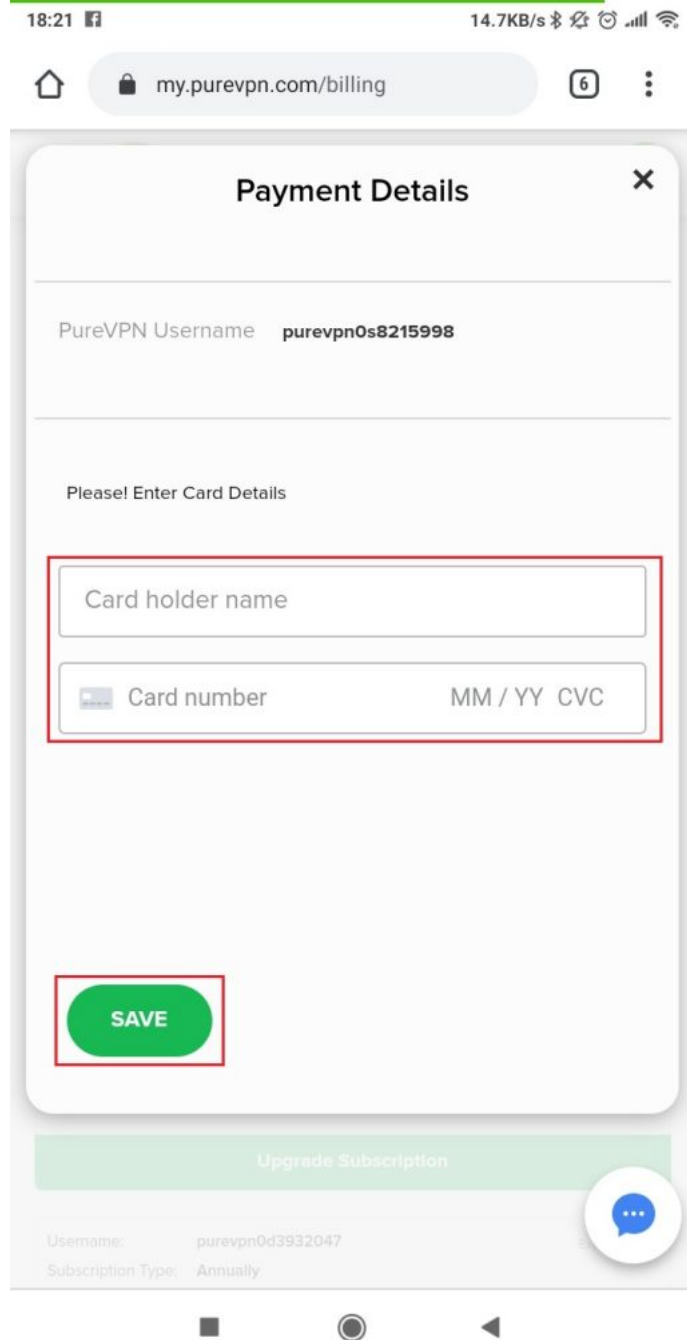 18:21 14.7KB/s
my.purevpn.com/billing 6
Payment Details
PureVPN Username purevpn0s8215998
Please! Enter Card Details
Card holder name
Card number MM / YY CVC
SAVE
Upgrade Subscription
Username: purevpn0d3932047
Subscription Type: Annually